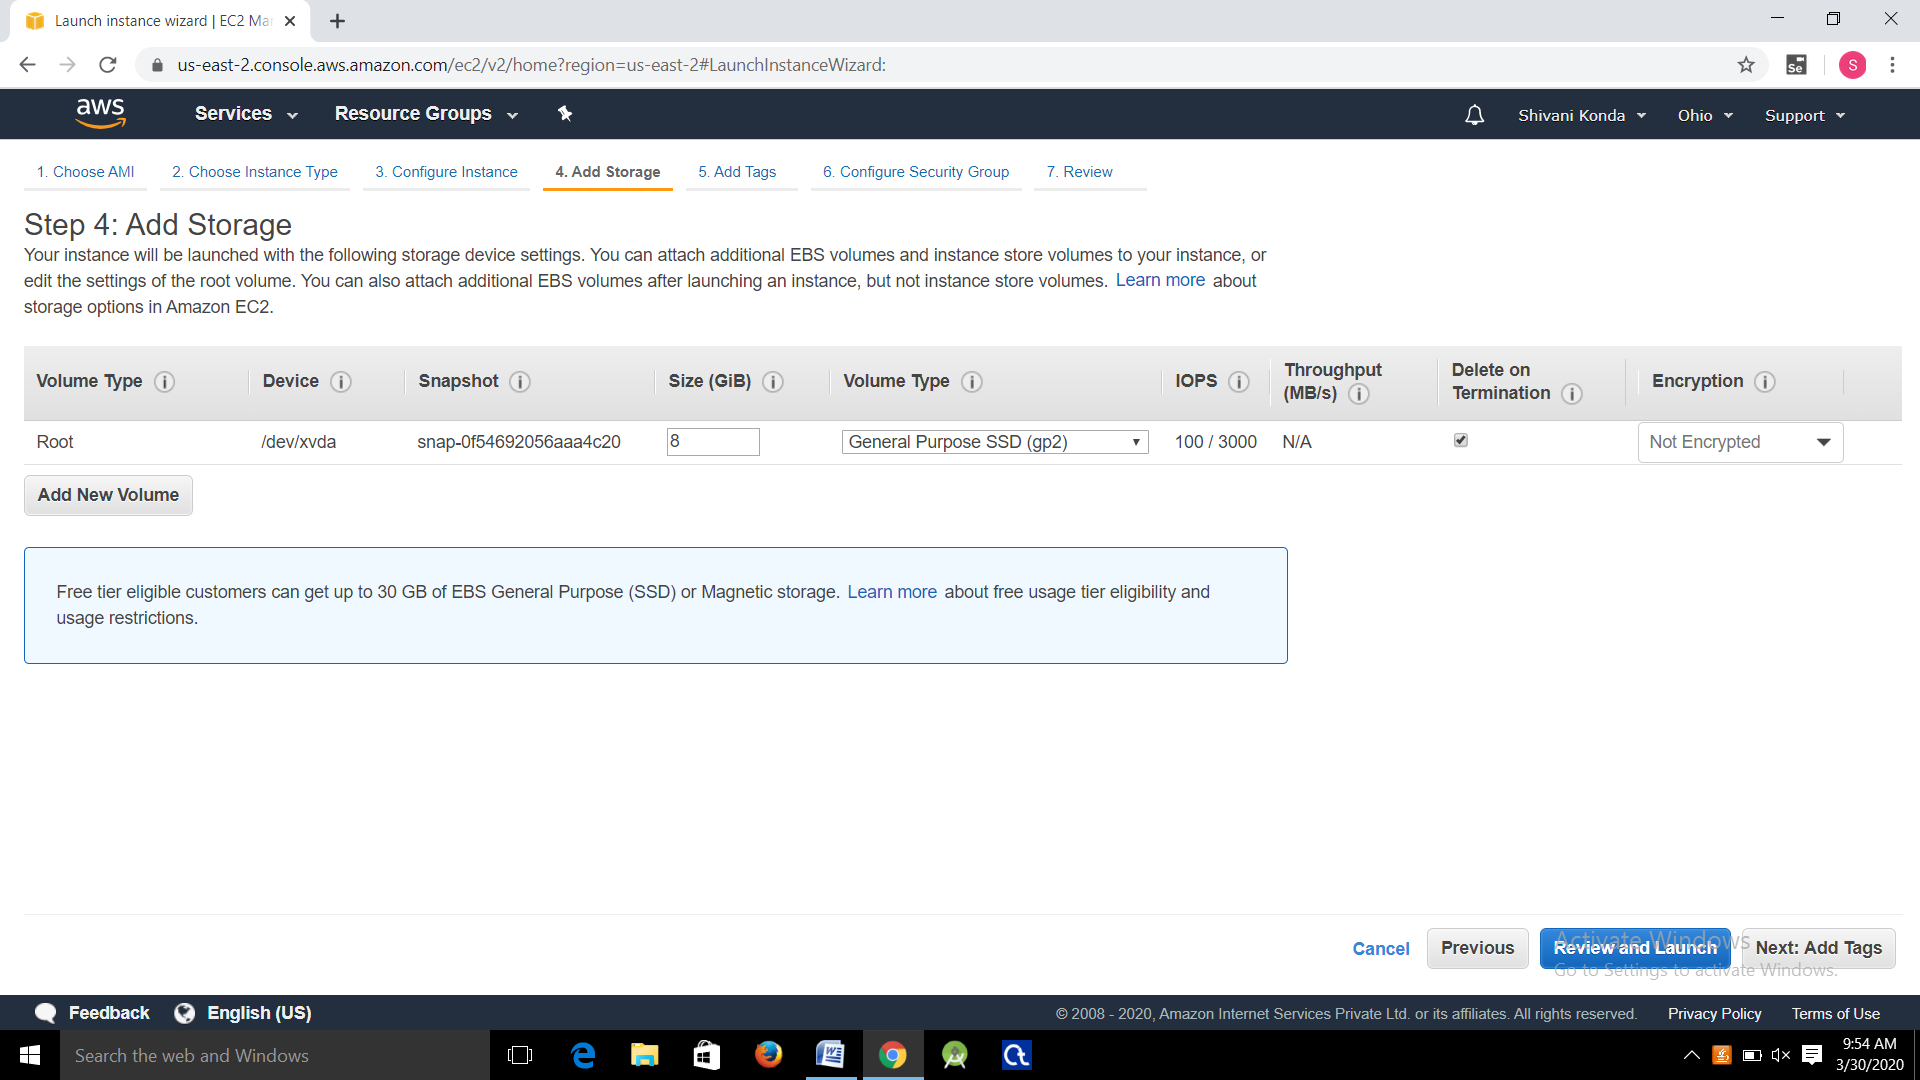 Launch instance wizard | EC2 Mar
us-east-2.console.aws.amazon.com/ec2/v2/home?region=us-east-2#LaunchInstanceWizard:
Se
S
aws
Services
Resource Groups
Shivani Konda
Ohio
Support
1. Choose AMI
2. Choose Instance Type
3. Configure Instance
4. Add Storage
5. Add Tags
6. Configure Security Group
7. Review
Step 4: Add Storage
Your instance will be launched with the following storage device settings. You can attach additional EBS volumes and instance store volumes to your instance, or
edit the settings of the root volume. You can also attach additional EBS volumes after launching an instance, but not instance store volumes. Learn more about
storage options in Amazon EC2.
Volume Type
Device
Snapshot
Size (GiB)
Volume Type
IOPS
Throughput
(MB/s)
Delete on
Termination
Encryption
Root
/dev/xvda
snap-0f54692056aaa4c20
8
General Purpose SSD (gp2)
100 / 3000
N/A
Not Encrypted
Add New Volume
Free tier eligible customers can get up to 30 GB of EBS General Purpose (SSD) or Magnetic storage. Learn more about free usage tier eligibility and
usage restrictions.
Cancel
Previous
Review and Launch
Next: Add Tags
Activate Windows
Go to Settings to activate Windows.
Feedback
English (US)
© 2008 - 2020, Amazon Internet Services Private Ltd. or its affiliates. All rights reserved.
Privacy Policy
Terms of Use
Search the web and Windows
9:54 AM
3/30/2020